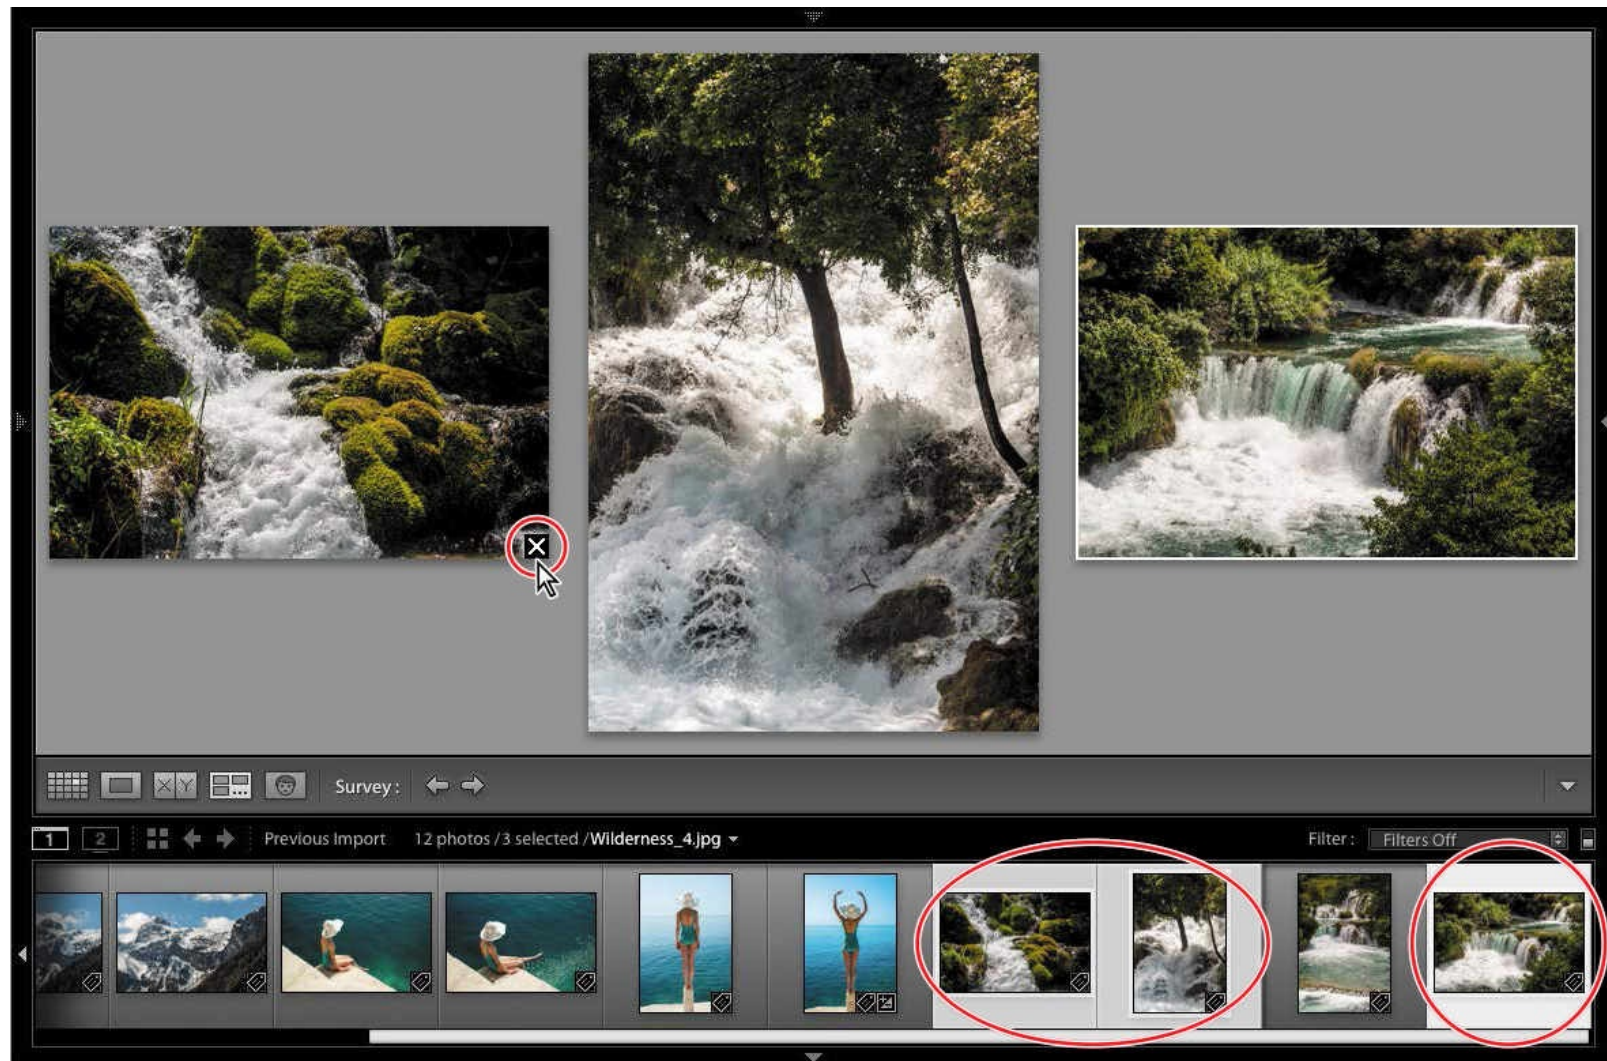 Survey :
1 2 Previous Import 12 photos / 3 selected / Wilderness_4.jpg Filter : Filters Off